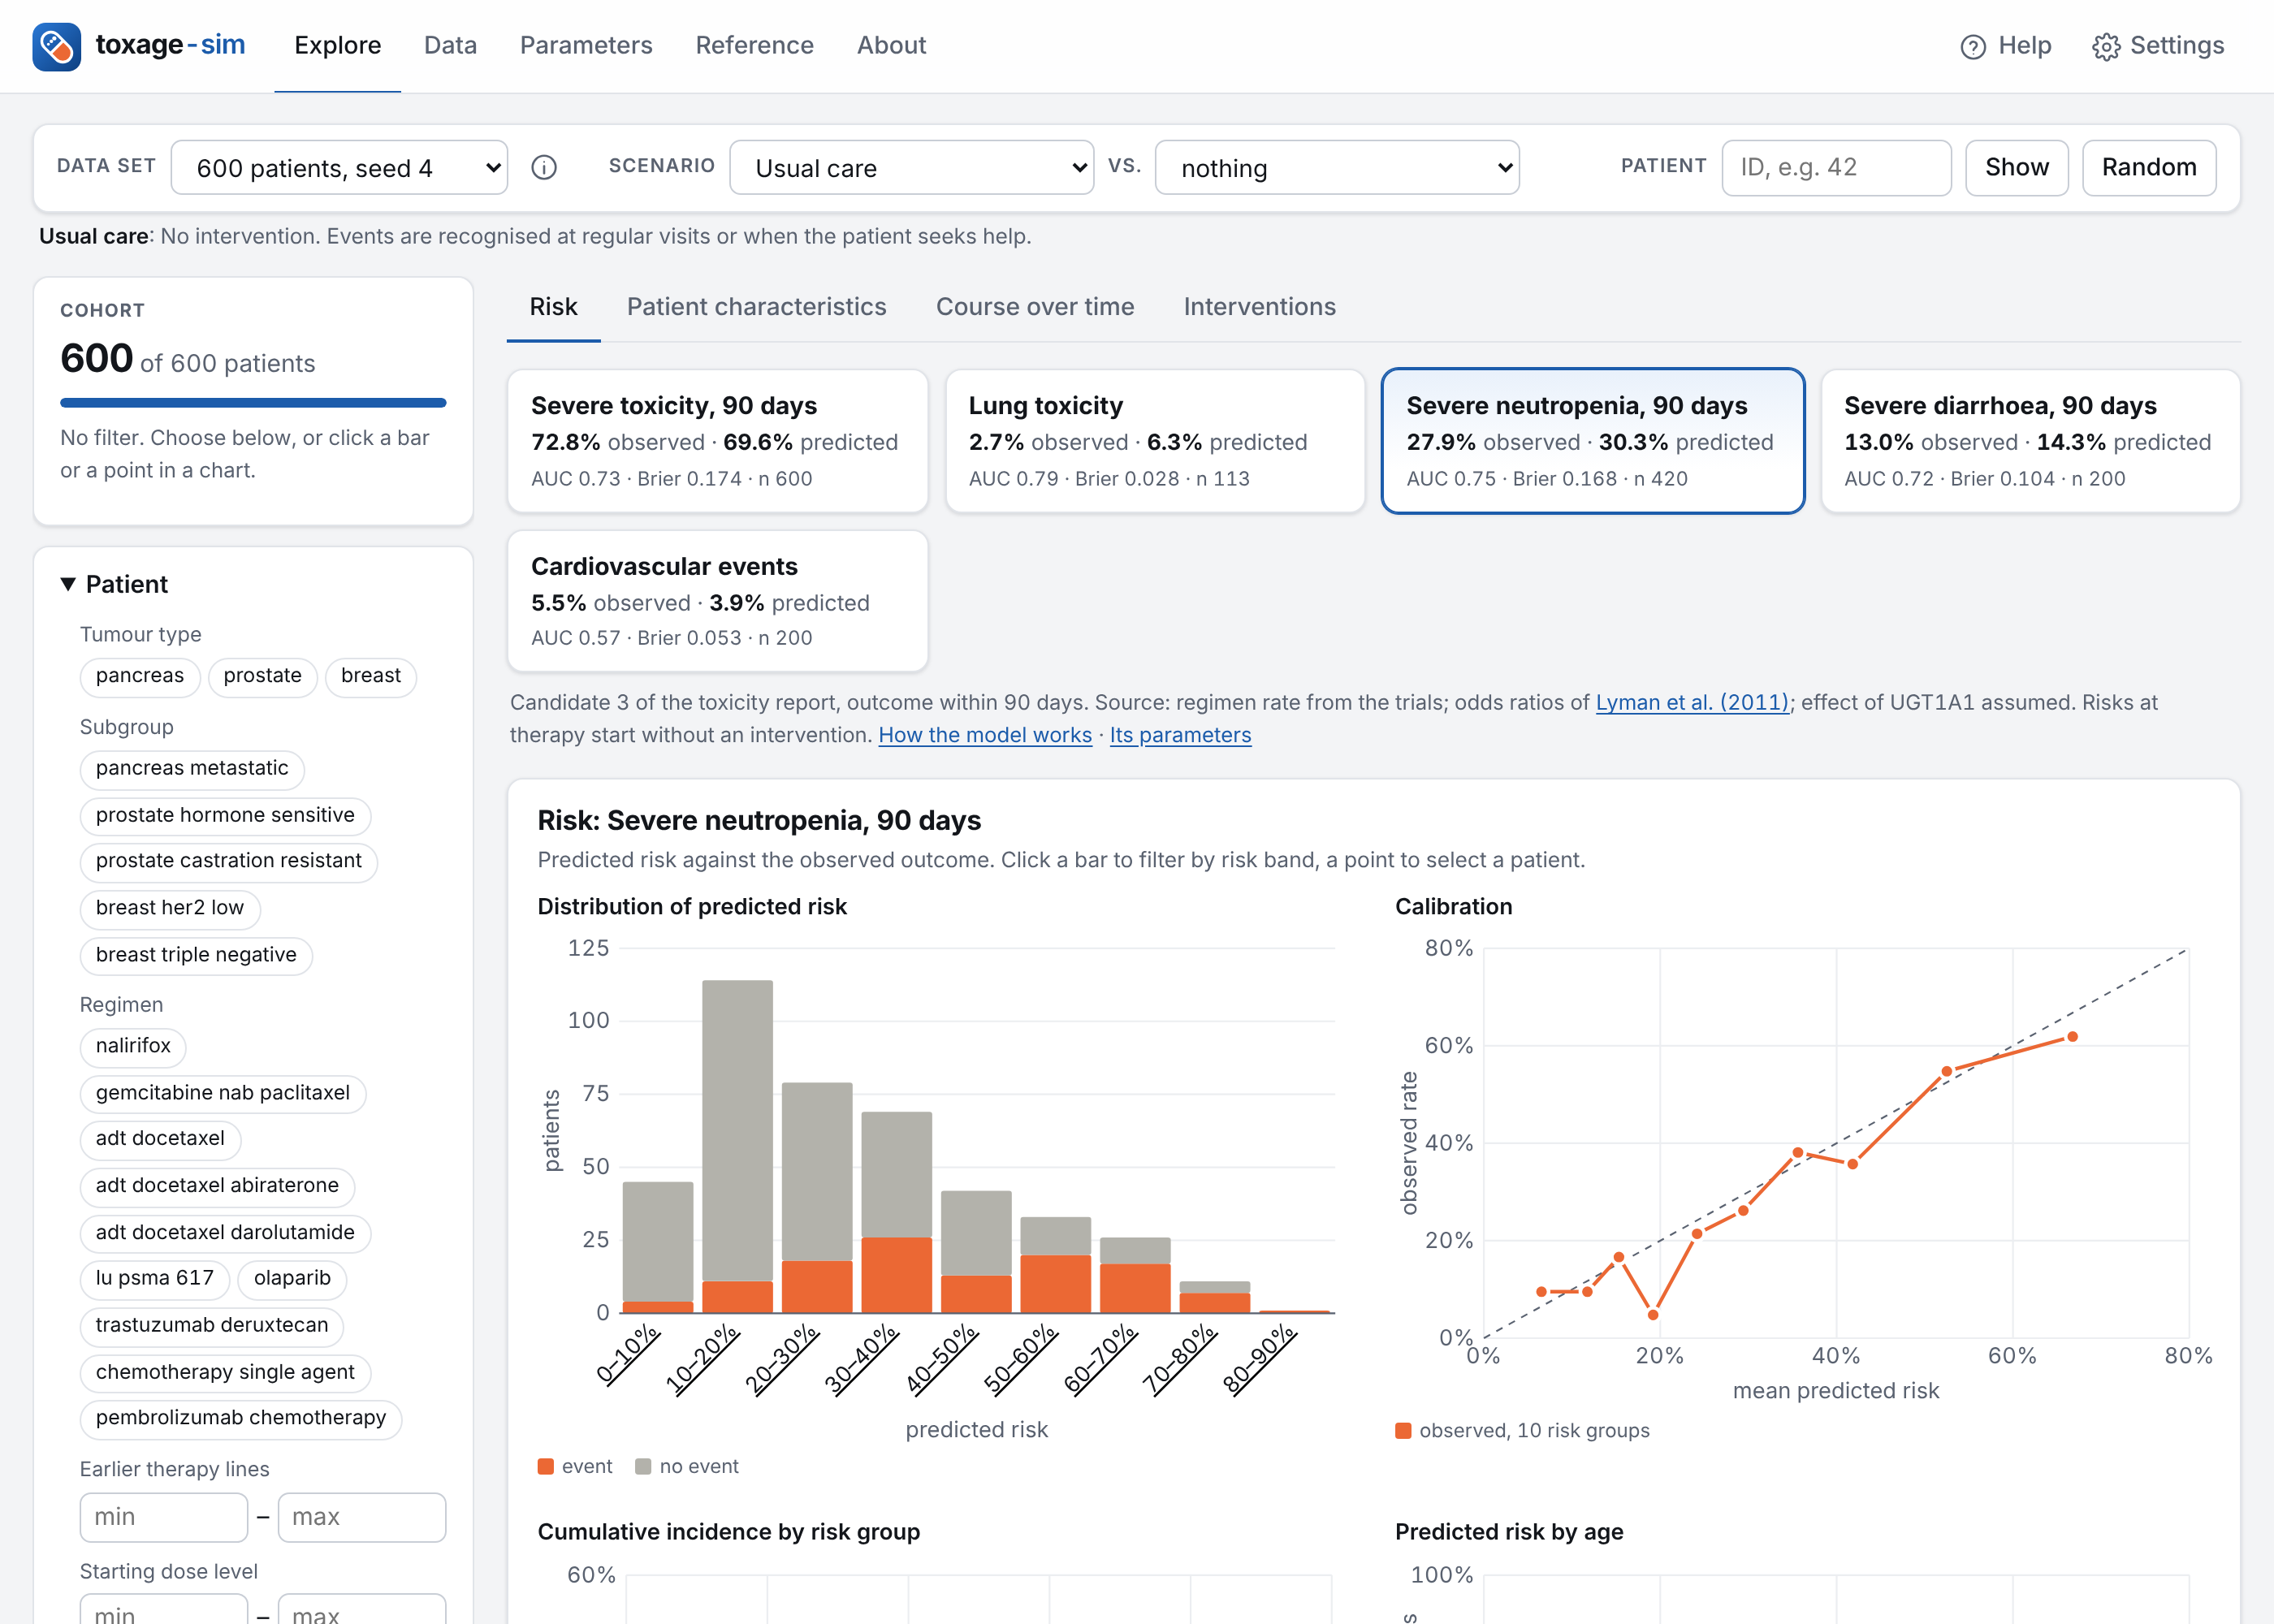 toxage-sim
Explore
Data
Parameters
Reference
About
Help
Settings
DATA SET
600 patients, seed 4
SCENARIO
Usual care
VS.
nothing
PATIENT
ID, e.g. 42
Show
Random
Usual care: No intervention. Events are recognised at regular visits or when the patient seeks help.
COHORT
600 of 600 patients
No filter. Choose below, or click a bar
or a point in a chart.
Patient
Tumour type
pancreas
prostate
breast
Subgroup
pancreas metastatic
prostate hormone sensitive
prostate castration resistant
breast her2 low
breast triple negative
Regimen
nalirifox
gemcitabine nab paclitaxel
adt docetaxel
adt docetaxel abiraterone
adt docetaxel darolutamide
lu psma 617
olaparib
trastuzumab deruxtecan
chemotherapy single agent
pembrolizumab chemotherapy
Earlier therapy lines
min – max
Starting dose level
min – max
Risk
Patient characteristics
Course over time
Interventions
Severe toxicity, 90 days
72.8% observed · 69.6% predicted
AUC 0.73 · Brier 0.174 · n 600
Lung toxicity
2.7% observed · 6.3% predicted
AUC 0.79 · Brier 0.028 · n 113
Severe neutropenia, 90 days
27.9% observed · 30.3% predicted
AUC 0.75 · Brier 0.168 · n 420
Severe diarrhoea, 90 days
13.0% observed · 14.3% predicted
AUC 0.72 · Brier 0.104 · n 200
Cardiovascular events
5.5% observed · 3.9% predicted
AUC 0.57 · Brier 0.053 · n 200
Candidate 3 of the toxicity report, outcome within 90 days. Source: regimen rate from the trials; odds ratios of Lyman et al. (2011); effect of UGT1A1 assumed. Risks at
therapy start without an intervention. How the model works · Its parameters
Risk: Severe neutropenia, 90 days
Predicted risk against the observed outcome. Click a bar to filter by risk band, a point to select a patient.
Distribution of predicted risk
125
100
75
50
25
0
patients
0–10%
10–20%
20–30%
30–40%
40–50%
50–60%
60–70%
70–80%
80–90%
predicted risk
event
no event
Calibration
80%
60%
40%
20%
0%
observed rate
0%
20%
40%
60%
80%
mean predicted risk
observed, 10 risk groups
Cumulative incidence by risk group
60%
Predicted risk by age
100%